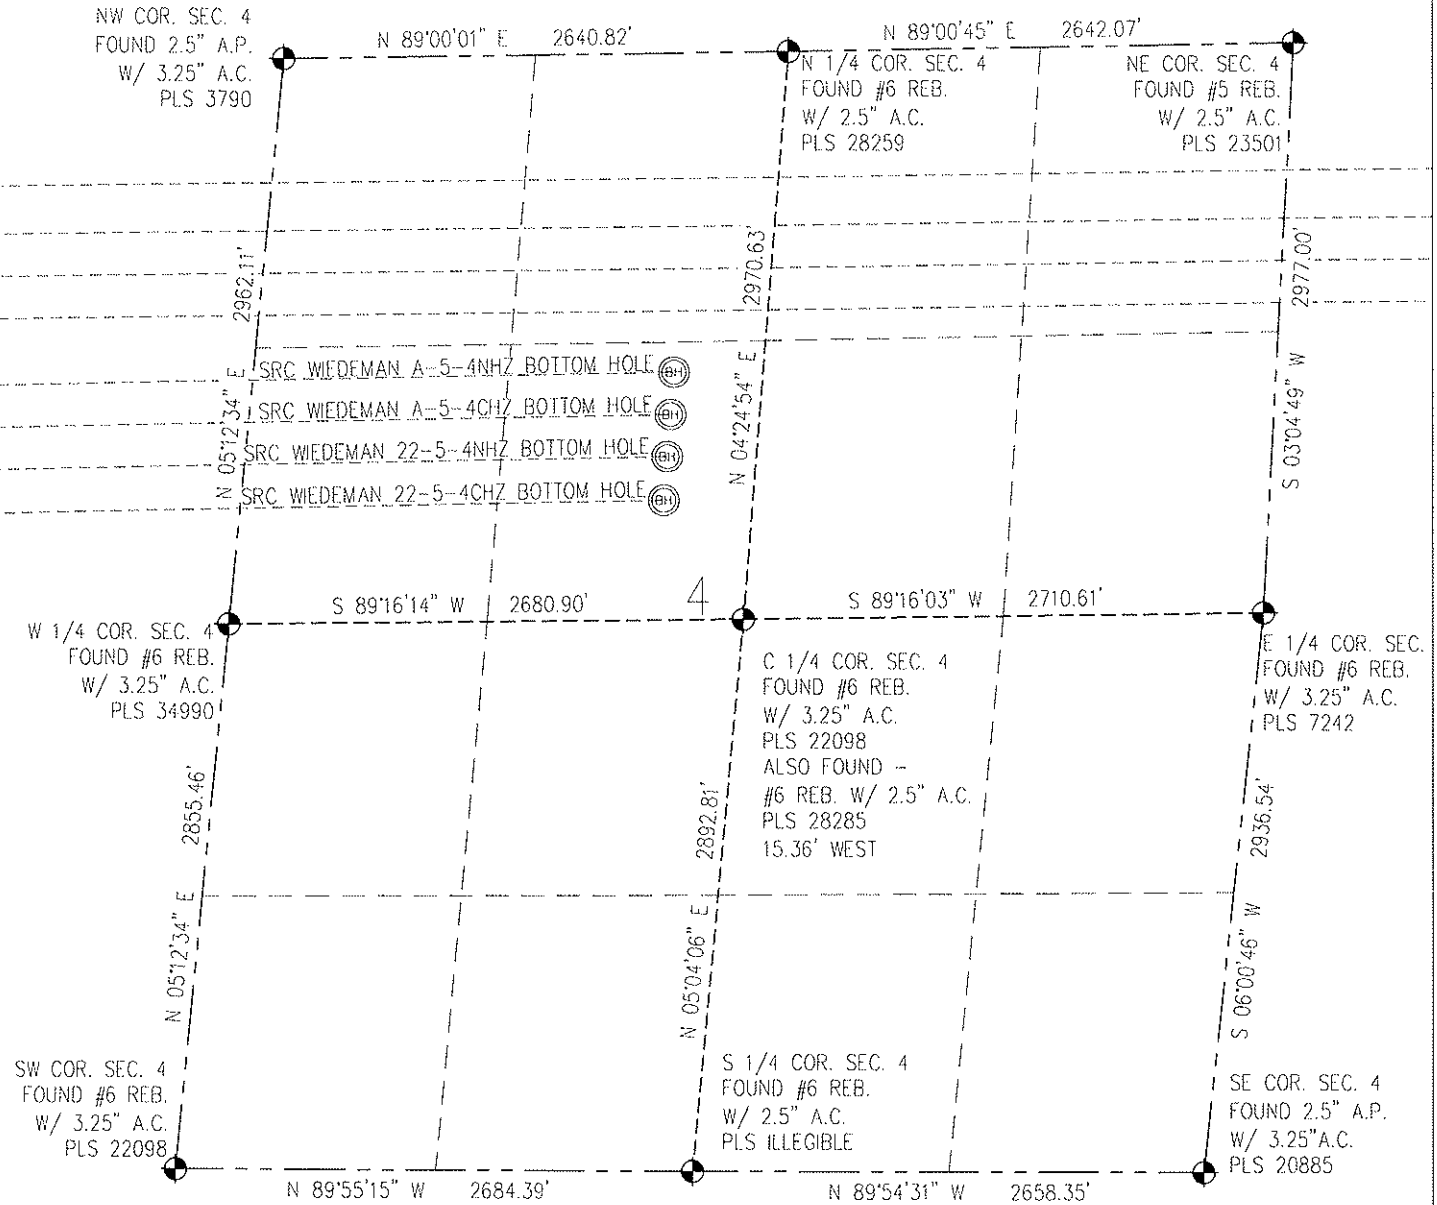 NW COR. SEC. 4
FOUND 2.5" A.P.
W/ 3.25" A.C.
PLS 3790
N 89°00'01" E 2640.82'
N 89°00'45" E 2642.07'
N 1/4 COR. SEC. 4
FOUND #6 REB.
W/ 2.5" A.C.
PLS 28259
NE COR. SEC. 4
FOUND #5 REB.
W/ 2.5" A.C.
PLS 23501
N 05°12'34" E 2962.11'
N 04°24'54" E 2970.63'
S 03°04'49" W 2977.00'
SRC WIEDEMAN A-5-4NHZ BOTTOM HOLE BH
SRC WIEDEMAN A-5-4CHZ BOTTOM HOLE BH
SRC WIEDEMAN 22-5-4NHZ BOTTOM HOLE BH
SRC WIEDEMAN 22-5-4CHZ BOTTOM HOLE BH
S 89°16'14" W 2680.90'
4
S 89°16'03" W 2710.61'
W 1/4 COR. SEC. 4
FOUND #6 REB.
W/ 3.25" A.C.
PLS 34990
C 1/4 COR. SEC. 4
FOUND #6 REB.
W/ 3.25" A.C.
PLS 22098
ALSO FOUND -
#6 REB. W/ 2.5" A.C.
PLS 28285
15.36' WEST
E 1/4 COR. SEC.
FOUND #6 REB.
W/ 3.25" A.C.
PLS 7242
N 05°12'34" E 2855.46'
N 05°04'06" E 2892.81'
S 06°00'46" W 2936.54'
SW COR. SEC. 4
FOUND #6 REB.
W/ 3.25" A.C.
PLS 22098
S 1/4 COR. SEC. 4
FOUND #6 REB.
W/ 2.5" A.C.
PLS ILLEGIBLE
SE COR. SEC. 4
FOUND 2.5" A.P.
W/ 3.25"A.C.
PLS 20885
N 89°55'15" W 2684.39'
N 89°54'31" W 2658.35'